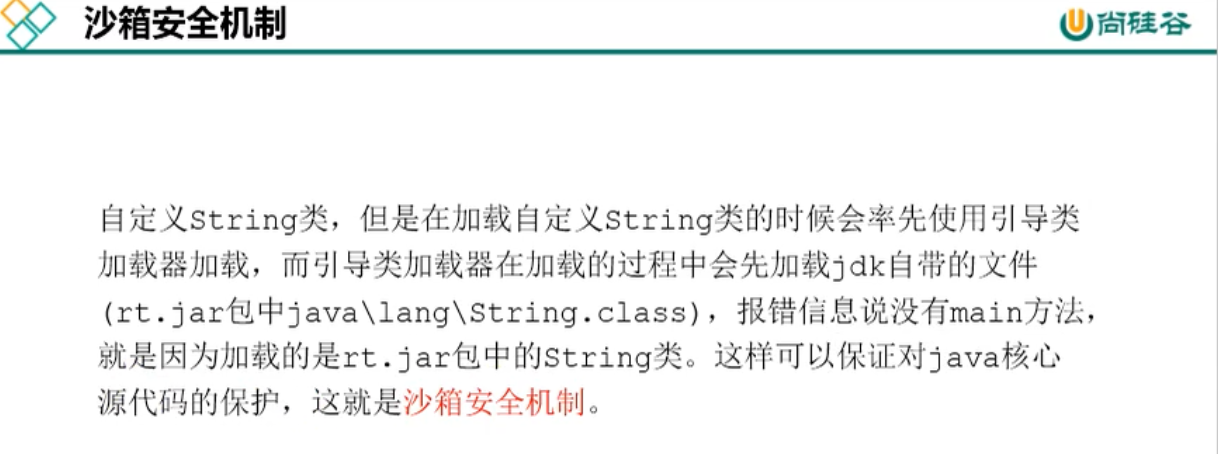 沙箱安全机制
尚硅谷
自定义String类，但是在加载自定义String类的时候会率先使用引导类
加载器加载，而引导类加载器在加载的过程中会先加载jdk自带的文件
(rt.jar包中java\lang\String.class)，报错信息说没有main方法，
就是因为加载的是rt.jar包中的String类。这样可以保证对java核心
源代码的保护，这就是沙箱安全机制。